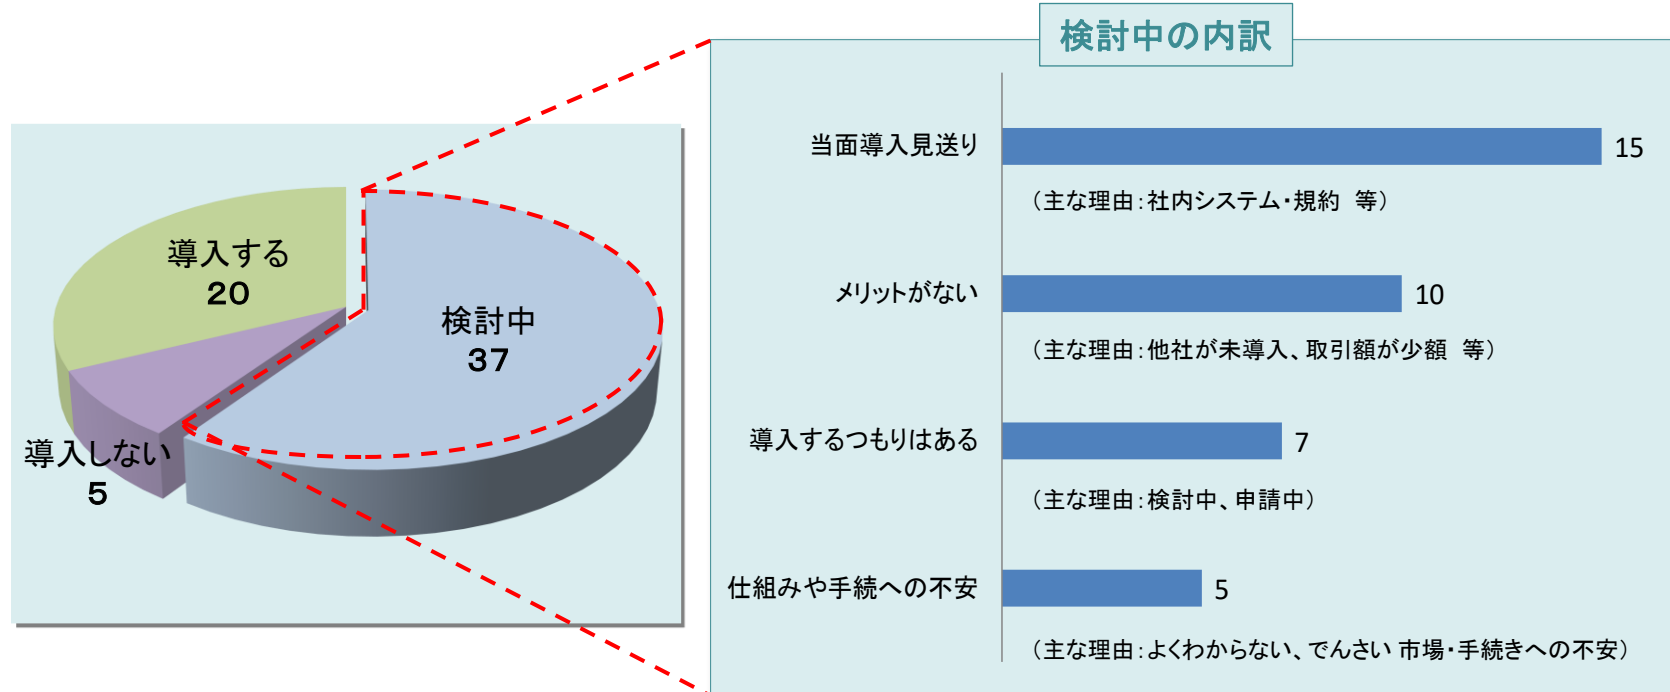 導入する
20
検討中
37
導入しない
5
検討中の内訳
当面導入見送り
15
（主な理由：社内システム・規約　等）
メリットがない
10
（主な理由：他社が未導入、取引額が少額　等）
導入するつもりはある
7
（主な理由：検討中、申請中）
仕組みや手続への不安
5
（主な理由：よくわからない、でんさい 市場・手続きへの不安）